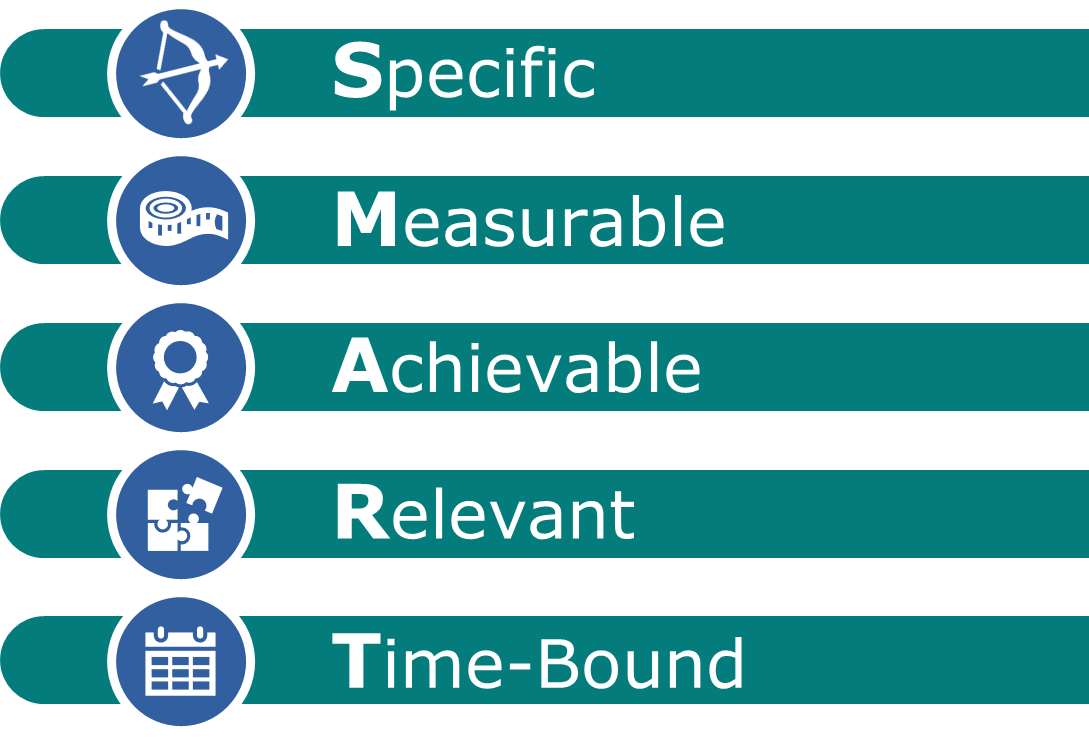 Specific
Measurable
Achievable
Relevant
Time-Bound